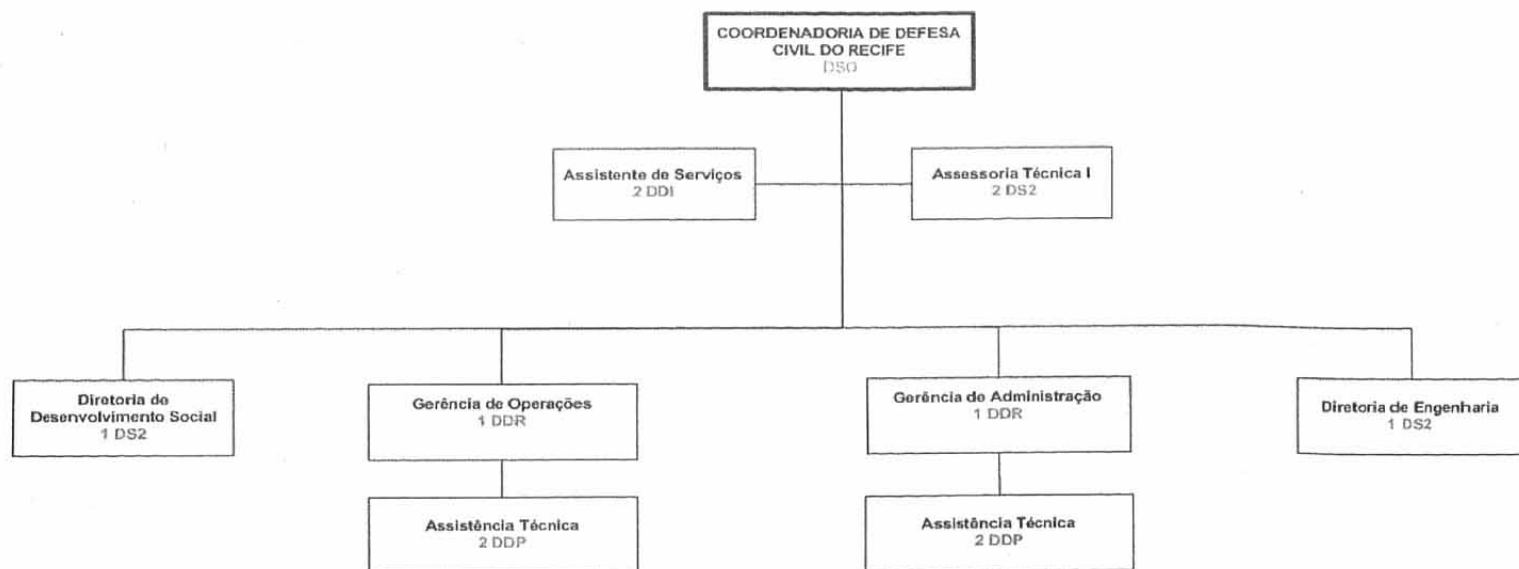 COORDENADORIA DE DEFESA
CIVIL DO RECIFE
DSG
Assistente de Serviços
2 DDI
Assessoria Técnica I
2 DS2
Diretoria de
Desenvolvimento Social
1 DS2
Gerência de Operações
1 DDR
Gerência de Administração
1 DDR
Diretoria de Engenharia
1 DS2
Assistência Técnica
2 DDP
Assistência Técnica
2 DDP